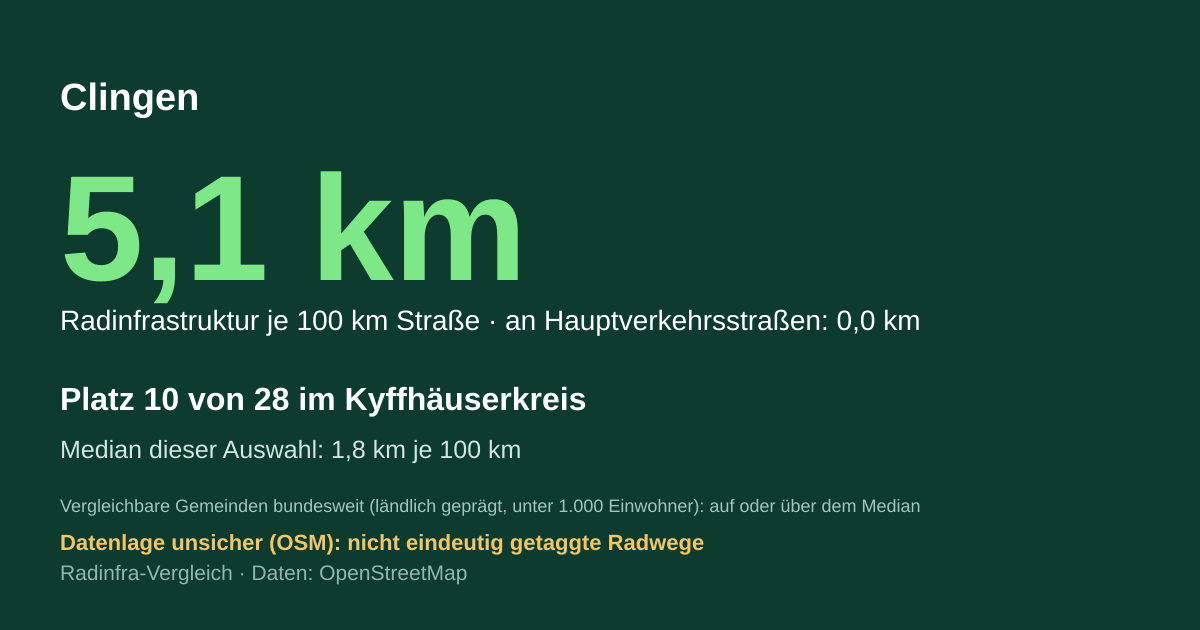 Clingen
5,1 km
Radinfrastruktur je 100 km Straße · an Hauptverkehrsstraßen: 0,0 km
Platz 10 von 28 im Kyffhäuserkreis
Median dieser Auswahl: 1,8 km je 100 km
Vergleichbare Gemeinden bundesweit (ländlich geprägt, unter 1.000 Einwohner): auf oder über dem Median
Datenlage unsicher (OSM): nicht eindeutig getaggte Radwege
Radinfra-Vergleich · Daten: OpenStreetMap